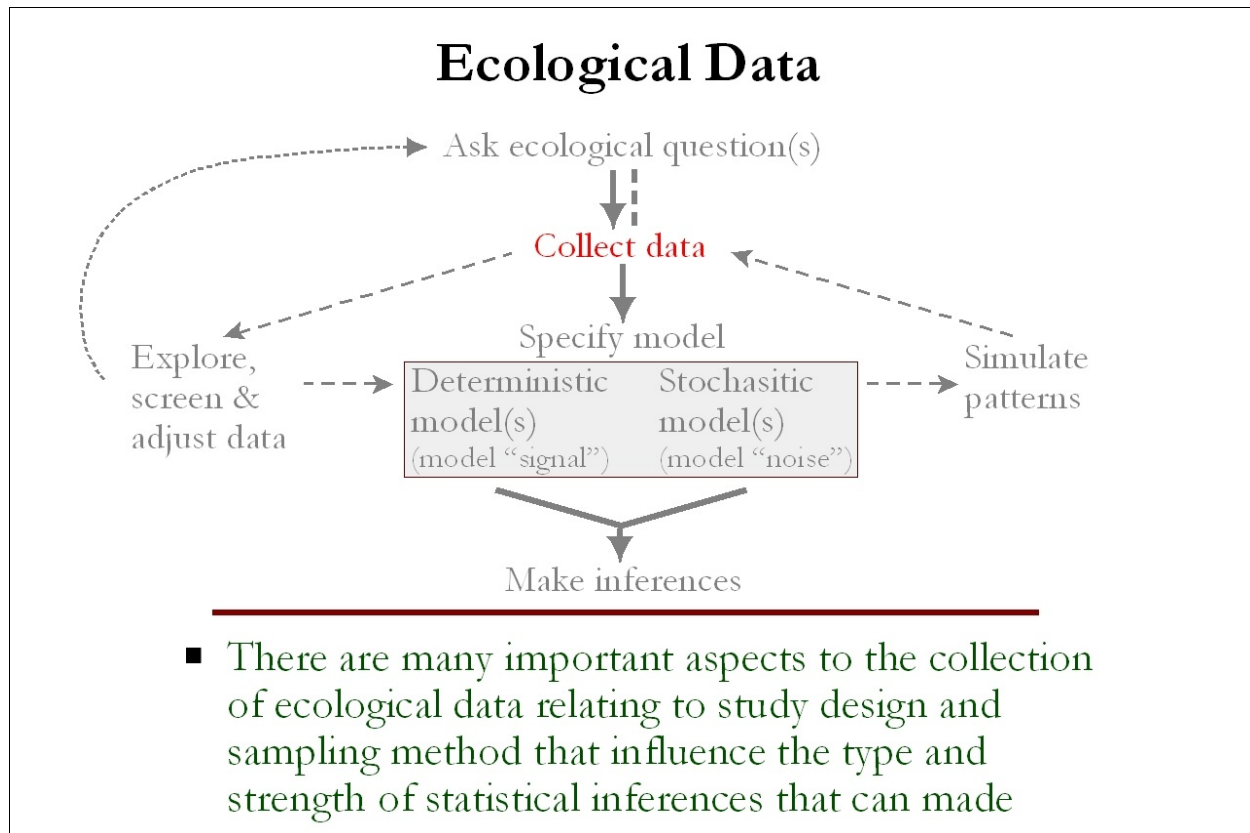 Ecological Data
Ask ecological question(s)
Collect data
Specify model
Explore,
screen &
adjust data
Deterministic
model(s)
(model “signal”)
Stochasitic
model(s)
(model “noise”)
Simulate
patterns
Make inferences
■ There are many important aspects to the collection
of ecological data relating to study design and
sampling method that influence the type and
strength of statistical inferences that can made